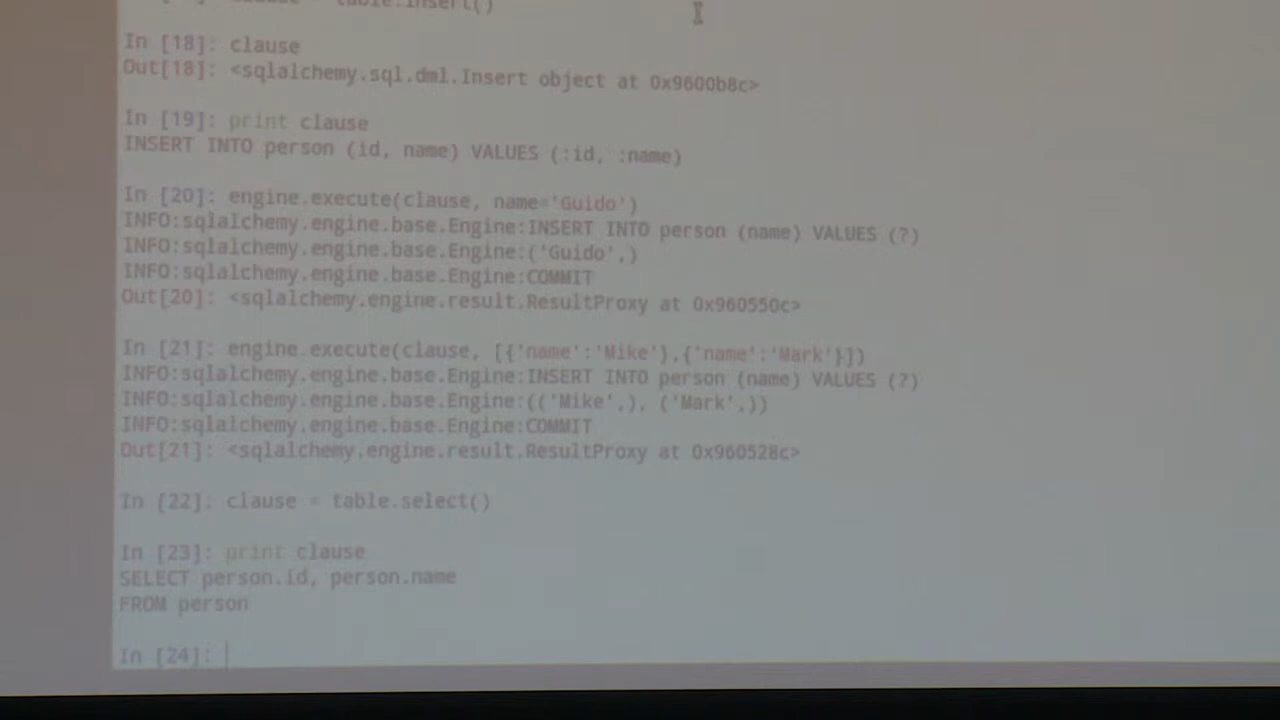 clause = table.insert()
In [18]: clause
Out[18]: <sqlalchemy.sql.dml.Insert object at 0x9600b8c>
In [19]: print clause
INSERT INTO person (id, name) VALUES (:id, :name)
In [20]: engine.execute(clause, name='Guido')
INFO:sqlalchemy.engine.base.Engine:INSERT INTO person (name) VALUES (?)
INFO:sqlalchemy.engine.base.Engine:('Guido',)
INFO:sqlalchemy.engine.base.Engine:COMMIT
Out[20]: <sqlalchemy.engine.result.ResultProxy at 0x960550c>
In [21]: engine.execute(clause, [{'name':'Mike'},{'name':'Mark'}])
INFO:sqlalchemy.engine.base.Engine:INSERT INTO person (name) VALUES (?)
INFO:sqlalchemy.engine.base.Engine:(('Mike',), ('Mark',))
INFO:sqlalchemy.engine.base.Engine:COMMIT
Out[21]: <sqlalchemy.engine.result.ResultProxy at 0x960528c>
In [22]: clause = table.select()
In [23]: print clause
SELECT person.id, person.name
FROM person
In [24]: